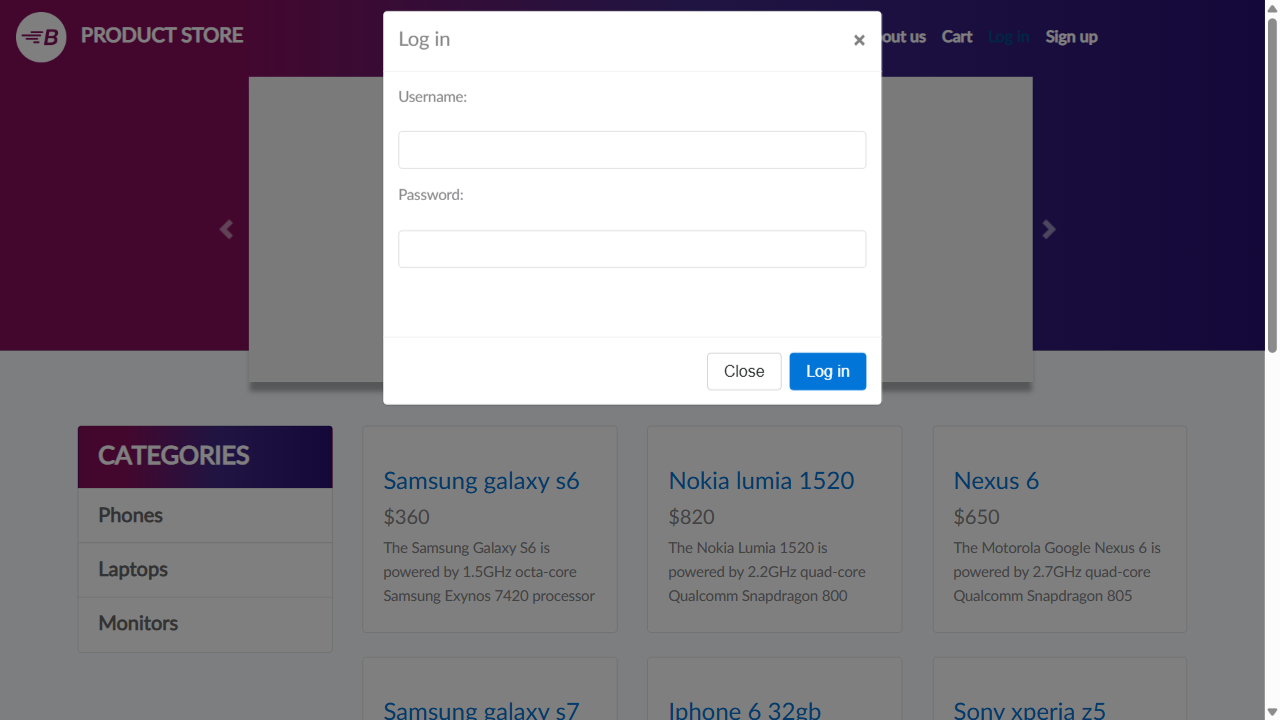 B PRODUCT STORE
out us Cart Log in Sign up
Log in ×
Username:
Password:
Close Log in
CATEGORIES
Phones
Laptops
Monitors
Samsung galaxy s6
$360
The Samsung Galaxy S6 is
powered by 1.5GHz octa-core
Samsung Exynos 7420 processor
Nokia lumia 1520
$820
The Nokia Lumia 1520 is
powered by 2.2GHz quad-core
Qualcomm Snapdragon 800
Nexus 6
$650
The Motorola Google Nexus 6 is
powered by 2.7GHz quad-core
Qualcomm Snapdragon 805
Samsung galaxy s7
Iphone 6 32gb
Sony xperia z5